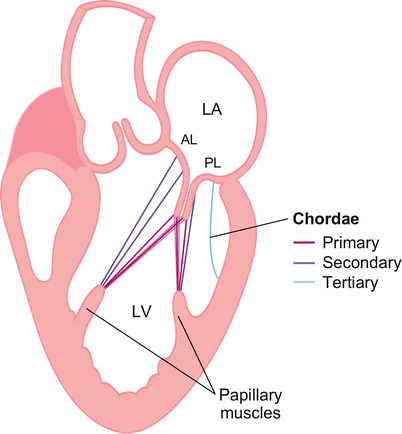 LA
AL
PL
Chordae
Primary
Secondary
Tertiary
LV
Papillary
muscles